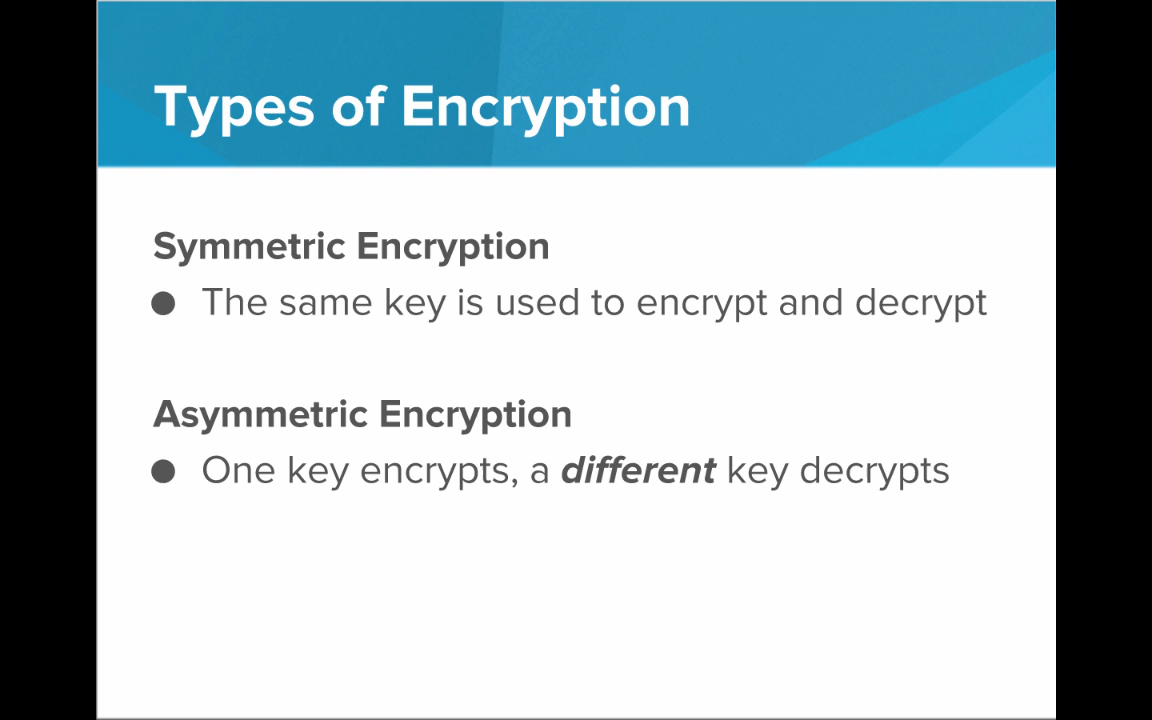 Types of Encryption
Symmetric Encryption
● The same key is used to encrypt and decrypt
Asymmetric Encryption
● One key encrypts, a different key decrypts